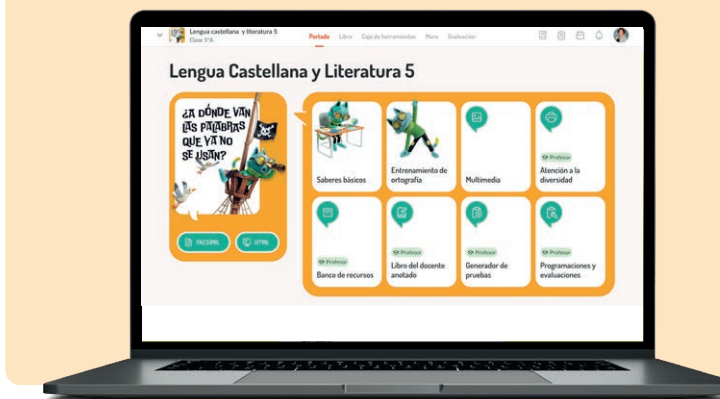 Lengua castellana y literatura 5
Clase 5ºA
Portada Libro Caja de herramientas Muro Evaluación
Lengua Castellana y Literatura 5
¿A DÓNDE VAN
LAS PALABRAS
QUE YA NO
SE USAN?
FACSÍMIL
HTML
Saberes básicos
Entrenamiento de
ortografía
Multimedia
Profesor
Atención a la
diversidad
Profesor
Banco de recursos
Profesor
Libro del docente
anotado
Profesor
Generador de
pruebas
Profesor
Programaciones y
evaluaciones